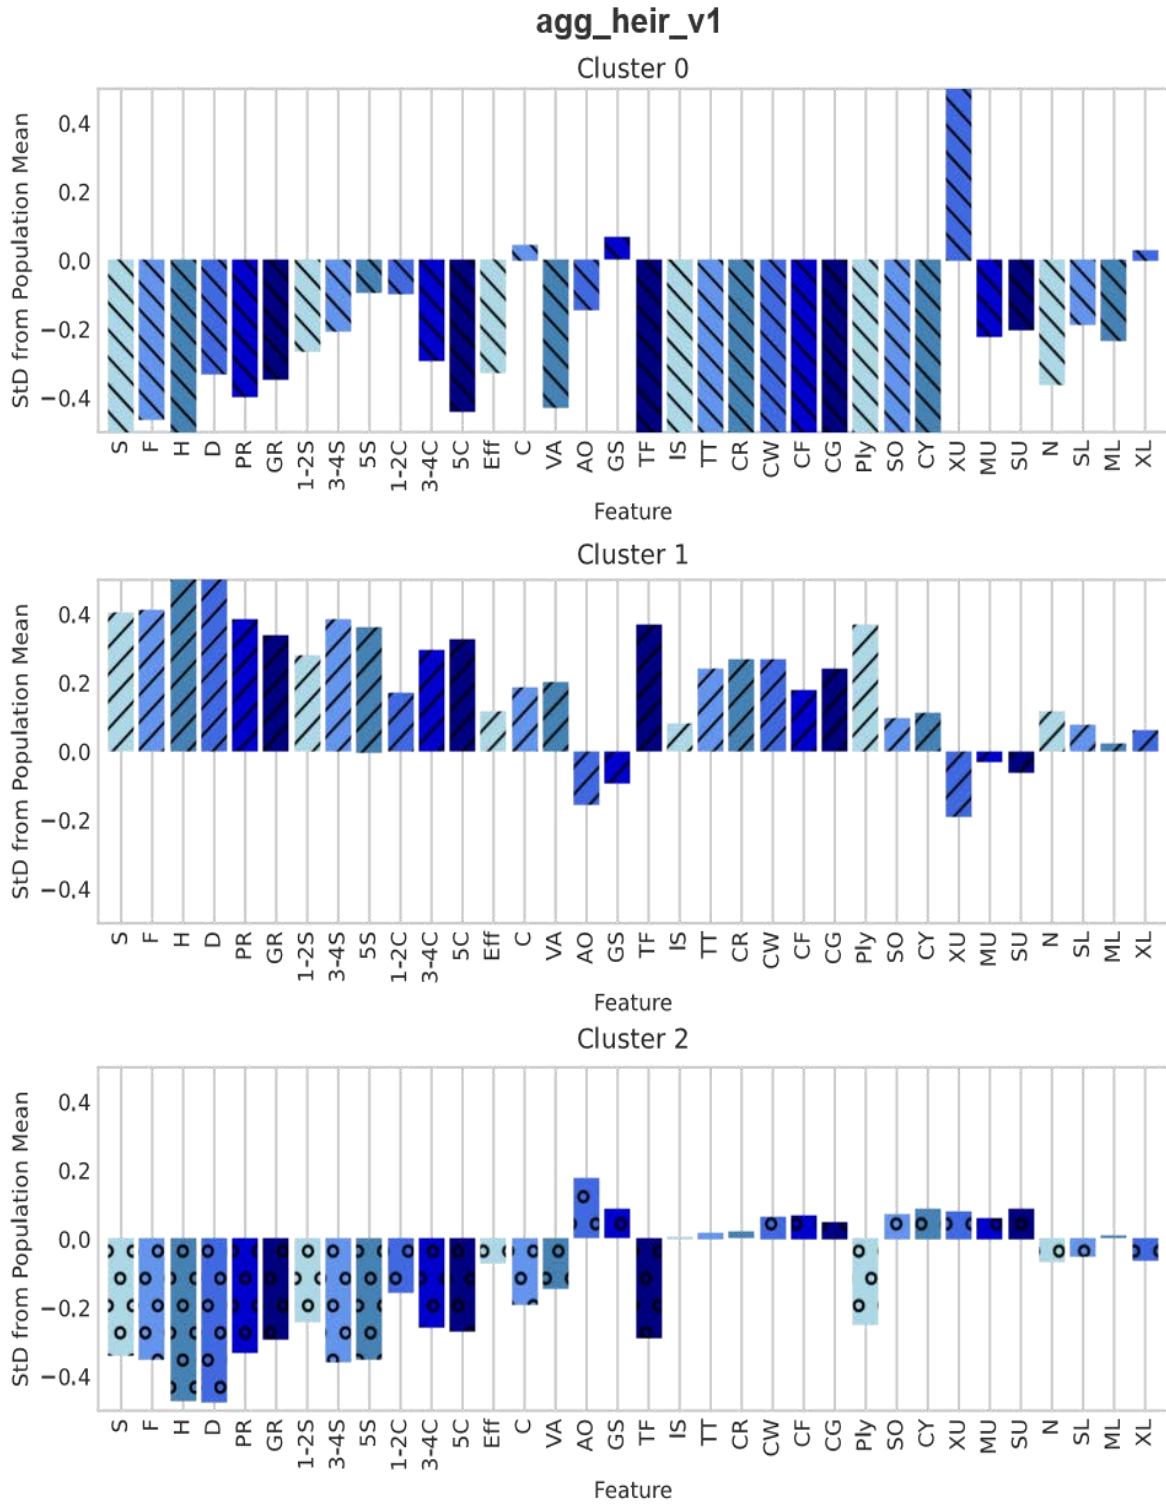 agg_heir_v1
Cluster 0
StD from Population Mean
0.4
0.2
0.0
−0.2
−0.4
S F H D PR GR 1-2S 3-4S 5S 1-2C 3-4C 5C Eff C VA AO GS TF IS TT CR CW CF CG Ply SO CY XU MU SU N SL ML XL
Feature
Cluster 1
StD from Population Mean
0.4
0.2
0.0
−0.2
−0.4
S F H D PR GR 1-2S 3-4S 5S 1-2C 3-4C 5C Eff C VA AO GS TF IS TT CR CW CF CG Ply SO CY XU MU SU N SL ML XL
Feature
Cluster 2
StD from Population Mean
0.4
0.2
0.0
−0.2
−0.4
S F H D PR GR 1-2S 3-4S 5S 1-2C 3-4C 5C Eff C VA AO GS TF IS TT CR CW CF CG Ply SO CY XU MU SU N SL ML XL
Feature